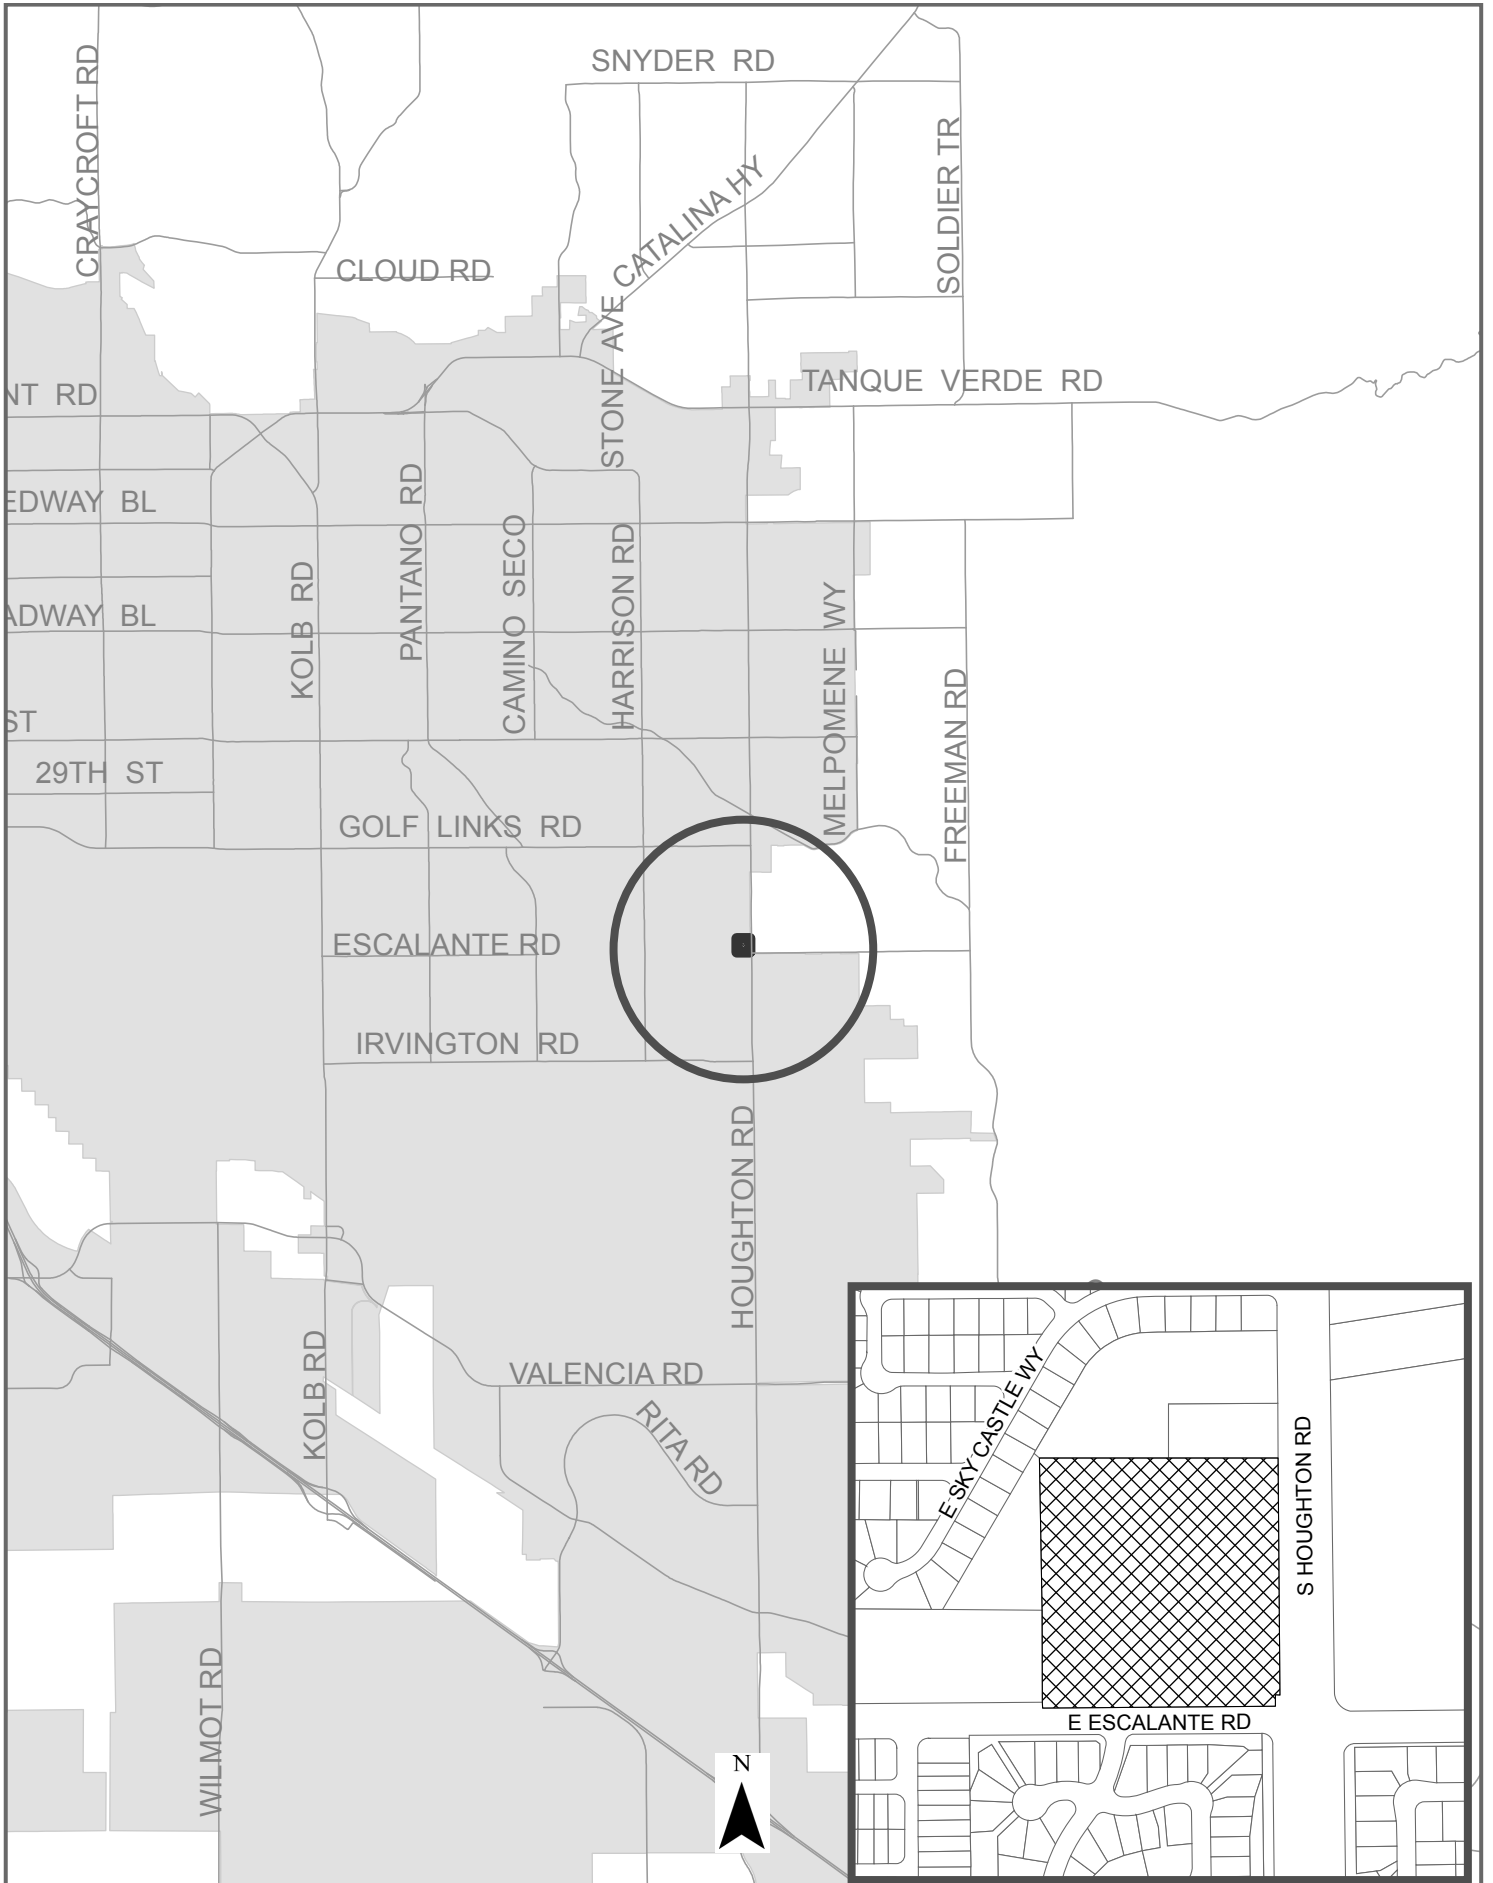 SNYDER RD
CRAYCROFT RD
SOLDIER TR
CATALINA HY
CLOUD RD
STONE AVE
TANQUE VERDE RD
NT RD
EDWAY BL
PANTANO RD
CAMINO SECO
HARRISON RD
KOLB RD
MELPOMENE WY
ADWAY BL
FREEMAN RD
ST
29TH ST
GOLF LINKS RD
ESCALANTE RD
IRVINGTON RD
HOUGHTON RD
KOLB RD
VALENCIA RD
RITA RD
WILMOT RD
N
E SKY CASTLE WY
S HOUGHTON RD
E ESCALANTE RD